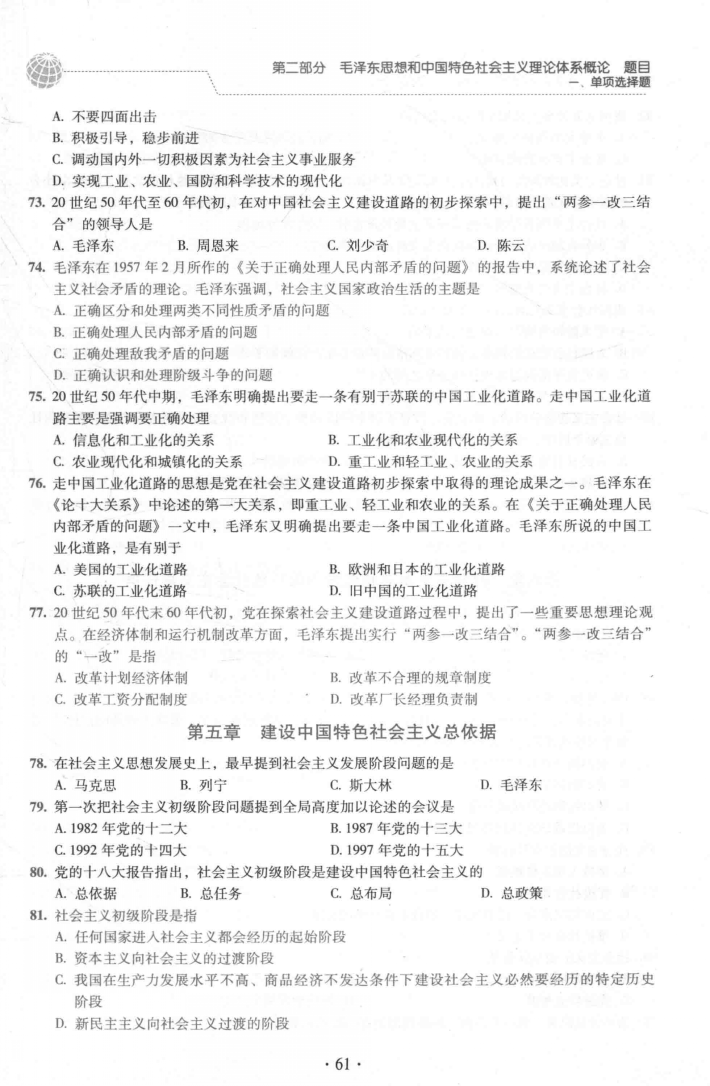 第二部分 毛泽东思想和中国特色社会主义理论体系概论 题目
一、单项选择题
A. 不要四面出击
B. 积极引导，稳步前进
C. 调动国内外一切积极因素为社会主义事业服务
D. 实现工业、农业、国防和科学技术的现代化
73. 20 世纪 50 年代至 60 年代初，在对中国社会主义建设道路的初步探索中，提出“两参一改三结
合”的领导人是
A. 毛泽东 B. 周恩来 C. 刘少奇 D. 陈云
74. 毛泽东在 1957 年 2 月所作的《关于正确处理人民内部矛盾的问题》的报告中，系统论述了社会
主义社会矛盾的理论。毛泽东强调，社会主义国家政治生活的主题是
A. 正确区分和处理两类不同性质矛盾的问题
B. 正确处理人民内部矛盾的问题
C. 正确处理敌我矛盾的问题
D. 正确认识和处理阶级斗争的问题
75. 20 世纪 50 年代中期，毛泽东明确提出要走一条有别于苏联的中国工业化道路。走中国工业化道
路主要是强调要正确处理
A. 信息化和工业化的关系 B. 工业化和农业现代化的关系
C. 农业现代化和城镇化的关系 D. 重工业和轻工业、农业的关系
76. 走中国工业化道路的思想是党在社会主义建设道路初步探索中取得的理论成果之一。毛泽东在
《论十大关系》中论述的第一大关系，即重工业、轻工业和农业的关系。在《关于正确处理人民
内部矛盾的问题》一文中，毛泽东又明确提出要走一条中国工业化道路。毛泽东所说的中国工
业化道路，是有别于
A. 美国的工业化道路 B. 欧洲和日本的工业化道路
C. 苏联的工业化道路 D. 旧中国的工业化道路
77. 20 世纪 50 年代末 60 年代初，党在探索社会主义建设道路过程中，提出了一些重要思想理论观
点。在经济体制和运行机制改革方面，毛泽东提出实行“两参一改三结合”。“两参一改三结合”
的“一改”是指
A. 改革计划经济体制 B. 改革不合理的规章制度
C. 改革工资分配制度 D. 改革厂长经理负责制
第五章 建设中国特色社会主义总依据
78. 在社会主义思想发展史上，最早提到社会主义发展阶段问题的是
A. 马克思 B. 列宁 C. 斯大林 D. 毛泽东
79. 第一次把社会主义初级阶段问题提到全局高度加以论述的会议是
A. 1982 年党的十二大 B. 1987 年党的十三大
C. 1992 年党的十四大 D. 1997 年党的十五大
80. 党的十八大报告指出，社会主义初级阶段是建设中国特色社会主义的
A. 总依据 B. 总任务 C. 总布局 D. 总政策
81. 社会主义初级阶段是指
A. 任何国家进入社会主义都会经历的起始阶段
B. 资本主义向社会主义的过渡阶段
C. 我国在生产力发展水平不高、商品经济不发达条件下建设社会主义必然要经历的特定历史
阶段
D. 新民主主义向社会主义过渡的阶段
· 61 ·